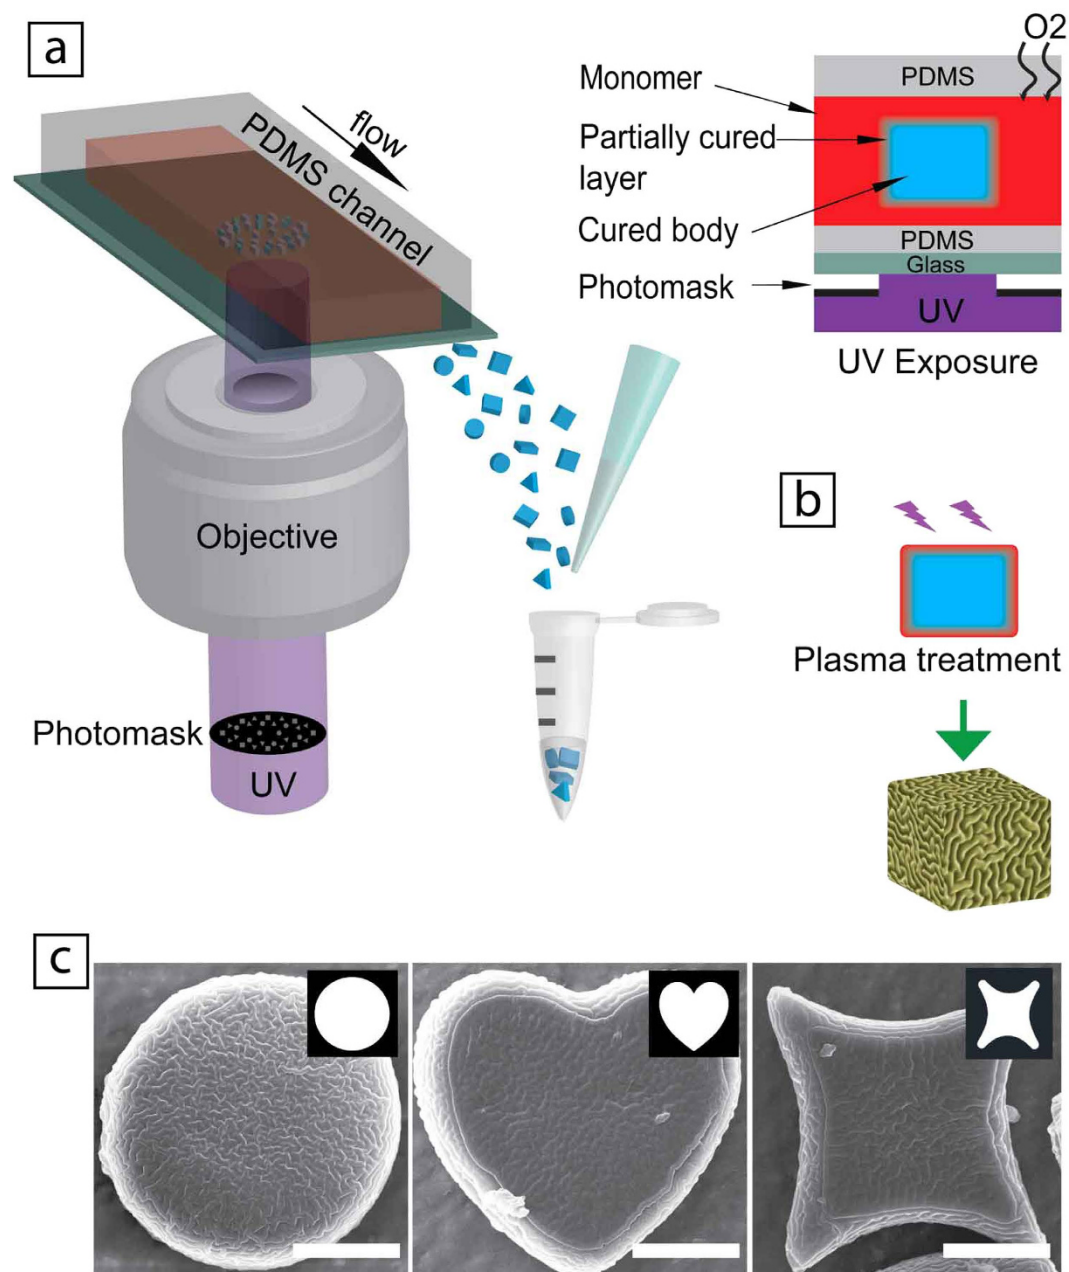 a
flow
PDMS channel
Objective
Photomask
UV
O2
PDMS
Monomer
Partially cured
layer
Cured body
PDMS
Glass
Photomask
UV
UV Exposure
b
Plasma treatment
c